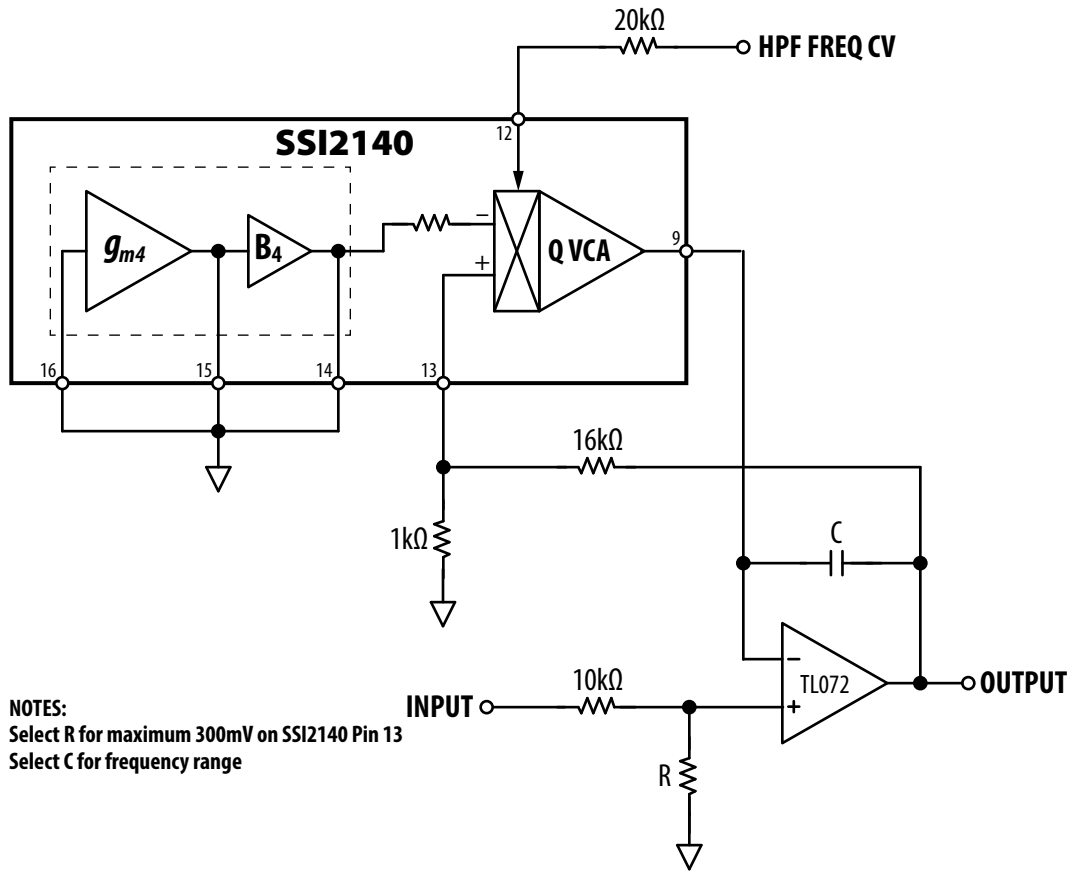 20kΩ
HPF FREQ CV
12
SSI2140
gm4
B4
−
+
Q VCA
9
16
15
14
13
16kΩ
1kΩ
C
−
TL072
+
OUTPUT
10kΩ
INPUT
R
NOTES:
Select R for maximum 300mV on SSI2140 Pin 13
Select C for frequency range